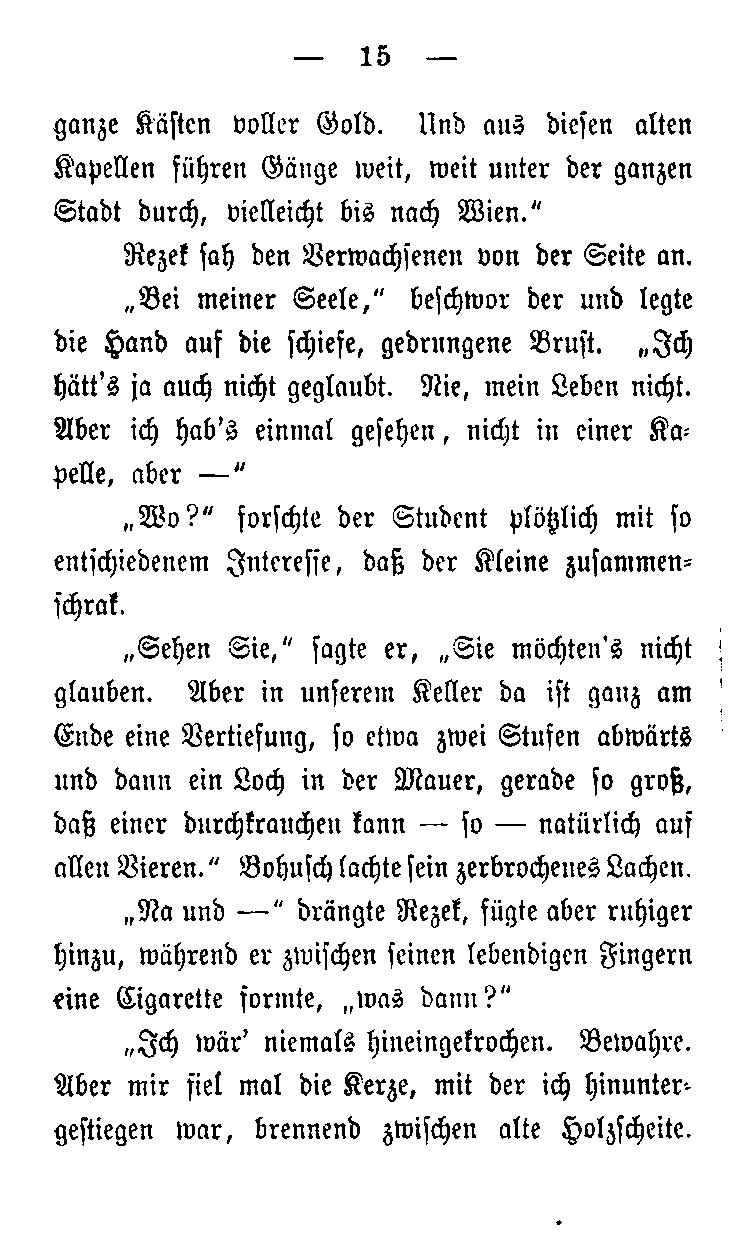 — 15 —
ganze Kästen voller Gold. Und aus diesen alten
Kapellen führen Gänge weit, weit unter der ganzen
Stadt durch, vielleicht bis nach Wien."
Rezek sah den Verwachsenen von der Seite an.
„Bei meiner Seele," beschwor der und legte
die Hand auf die schiefe, gedrungene Brust. „Ich
hätt's ja auch nicht geglaubt. Nie, mein Leben nicht.
Aber ich hab's einmal gesehen, nicht in einer Ka-
pelle, aber —"
„Wo?" forschte der Student plötzlich mit so
entschiedenem Interesse, daß der Kleine zusammen-
schrak.
„Sehen Sie," sagte er, „Sie möchten's nicht
glauben. Aber in unserem Keller da ist ganz am
Ende eine Vertiefung, so etwa zwei Stufen abwärts
und dann ein Loch in der Mauer, gerade so groß,
daß einer durchkrauchen kann — so — natürlich auf
allen Vieren." Bohusch lachte sein zerbrochenes Lachen.
„Na und —" drängte Rezek, fügte aber ruhiger
hinzu, während er zwischen seinen lebendigen Fingern
eine Cigarette formte, „was dann?"
„Ich wär' niemals hineingekrochen. Bewahre.
Aber mir fiel mal die Kerze, mit der ich hinunter-
gestiegen war, brennend zwischen alte Holzscheite.